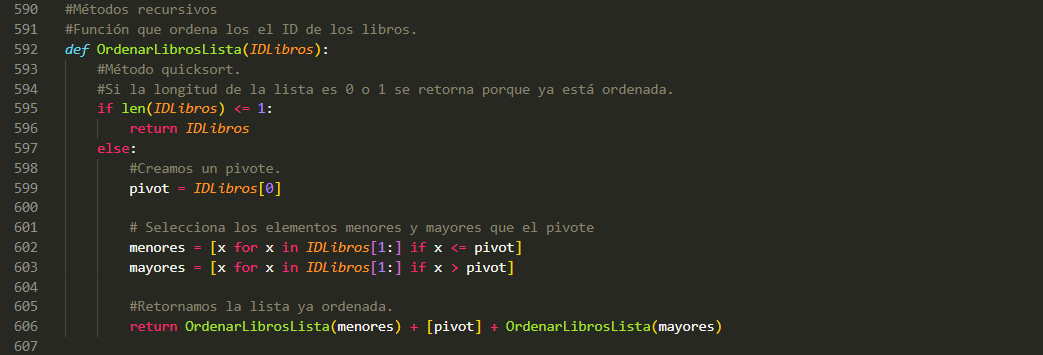 590 #Métodos recursivos
591 #Función que ordena los el ID de los libros.
592 def OrdenarLibrosLista(IDLibros):
593     #Método quicksort.
594     #Si la longitud de la lista es 0 o 1 se retorna porque ya está ordenada.
595     if len(IDLibros) <= 1:
596         return IDLibros
597     else:
598         #Creamos un pivote.
599         pivot = IDLibros[0]
600
601         # Selecciona los elementos menores y mayores que el pivote
602         menores = [x for x in IDLibros[1:] if x <= pivot]
603         mayores = [x for x in IDLibros[1:] if x > pivot]
604
605         #Retornamos la lista ya ordenada.
606         return OrdenarLibrosLista(menores) + [pivot] + OrdenarLibrosLista(mayores)
607